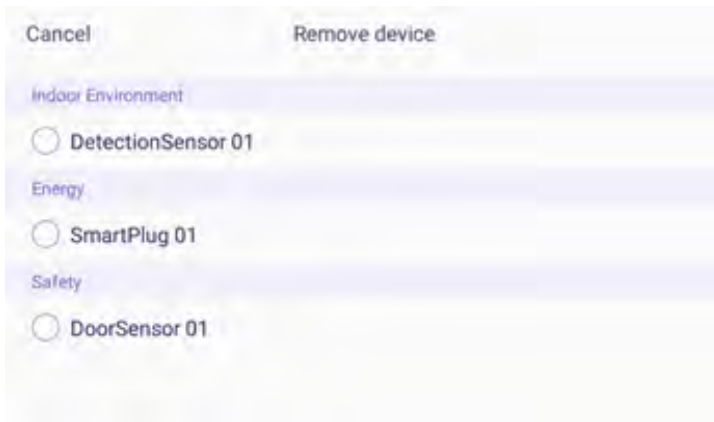 Cancel Remove device
Indoor Environment
DetectionSensor 01
Energy
SmartPlug 01
Safety
DoorSensor 01